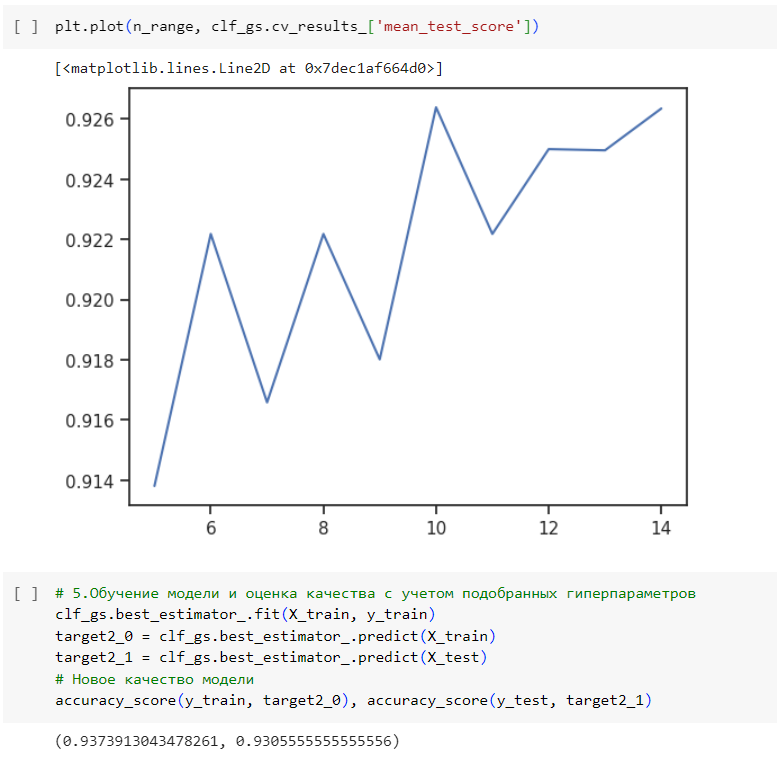 [ ] plt.plot(n_range, clf_gs.cv_results_['mean_test_score'])
[<matplotlib.lines.Line2D at 0x7dec1af664d0>]
0.926
0.924
0.922
0.920
0.918
0.916
0.914
6 8 10 12 14
[ ] # 5.Обучение модели и оценка качества с учетом подобранных гиперпараметров
clf_gs.best_estimator_.fit(X_train, y_train)
target2_0 = clf_gs.best_estimator_.predict(X_train)
target2_1 = clf_gs.best_estimator_.predict(X_test)
# Новое качество модели
accuracy_score(y_train, target2_0), accuracy_score(y_test, target2_1)
(0.9373913043478261, 0.9305555555555556)